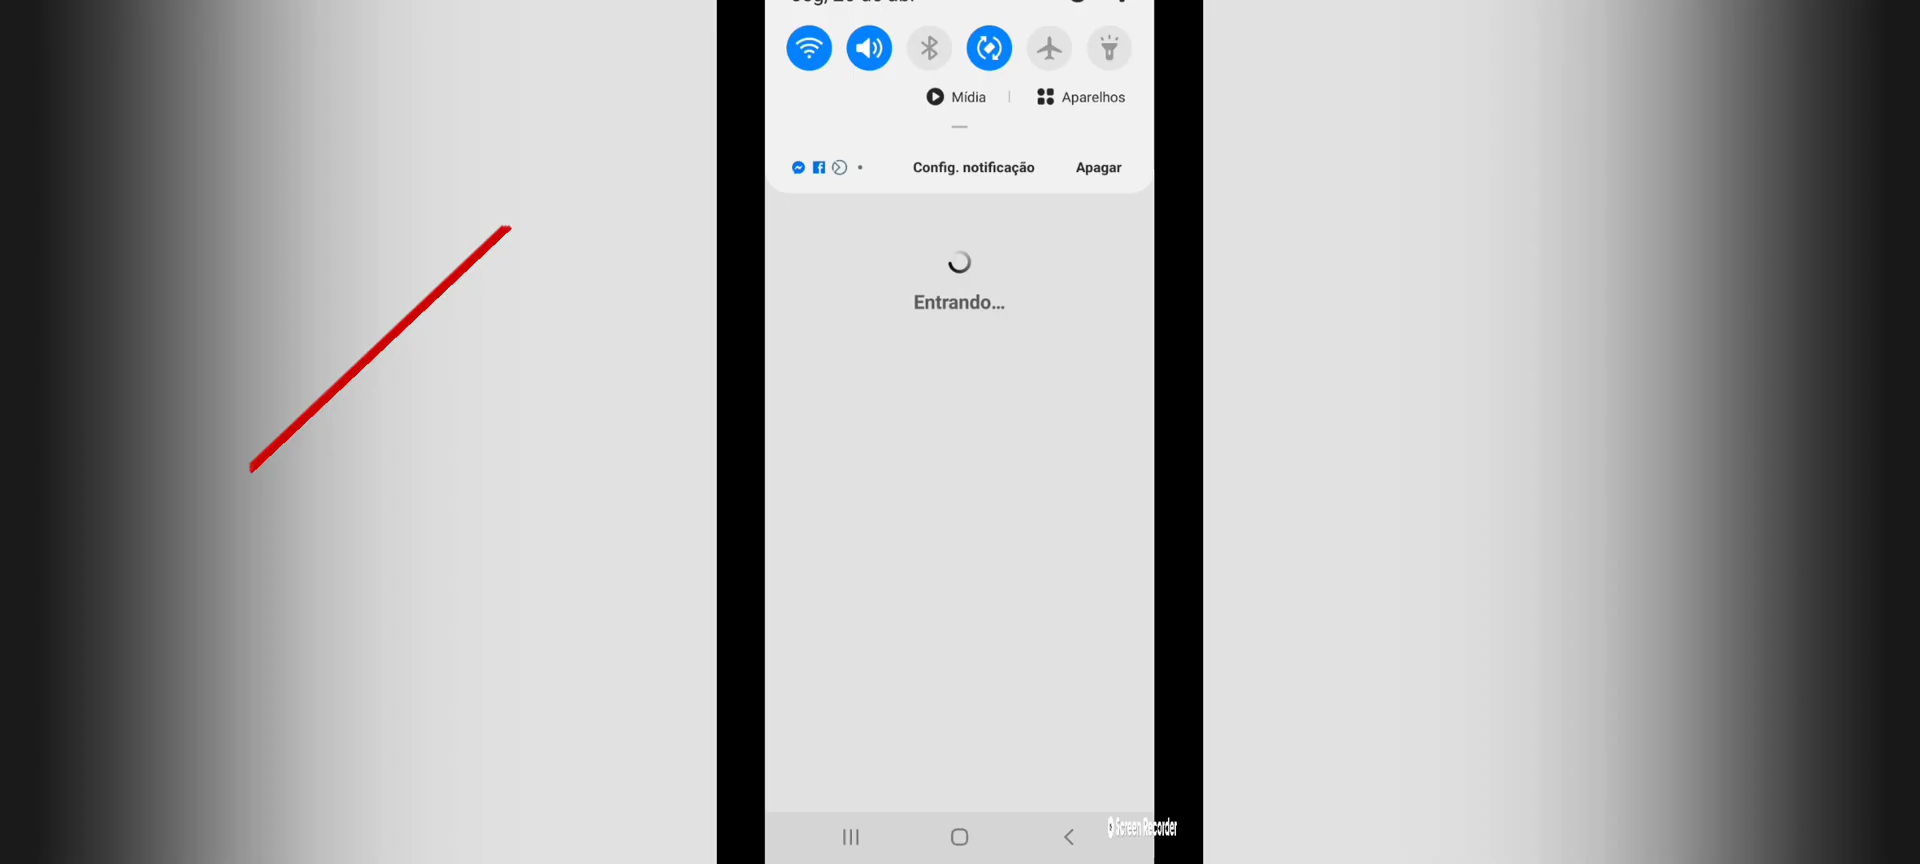 Mídia | Aparelhos
Config. notificação Apagar
Entrando...
Screen Recorder